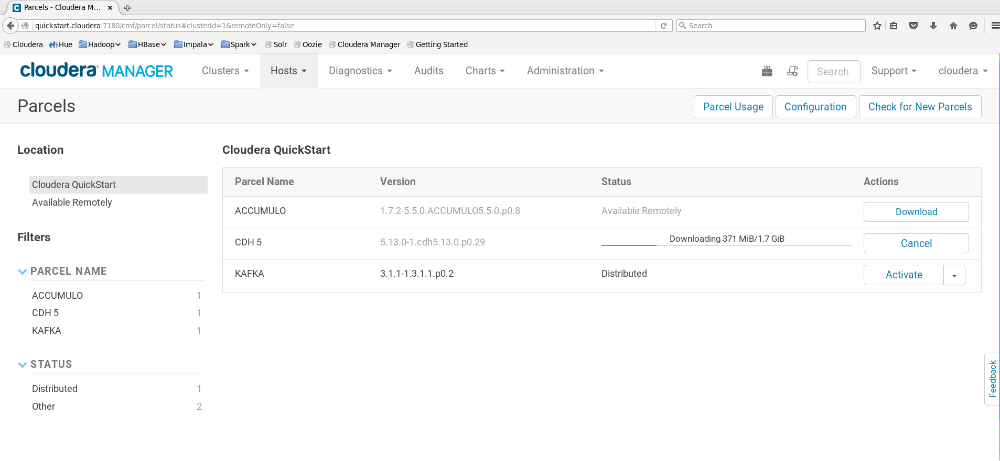 Parcels - Cloudera M...
quickstart.cloudera:7180/cmf/parcel/status#clusterId=1&remoteOnly=false
Search
Cloudera Hue Hadoop HBase Impala Spark Solr Oozie Cloudera Manager Getting Started
cloudera MANAGER Clusters Hosts Diagnostics Audits Charts Administration Search Support cloudera
Parcels Parcel Usage Configuration Check for New Parcels
Location
Cloudera QuickStart
Available Remotely
Filters
PARCEL NAME
ACCUMULO 1
CDH 5 1
KAFKA 1
STATUS
Distributed 1
Other 2
Cloudera QuickStart
Parcel Name Version Status Actions
ACCUMULO 1.7.2-5.5.0.ACCUMULO5.5.0.p0.8 Available Remotely Download
CDH 5 5.13.0-1.cdh5.13.0.p0.29 Downloading 371 MiB/1.7 GiB Cancel
KAFKA 3.1.1-1.3.1.1.p0.2 Distributed Activate
Feedback